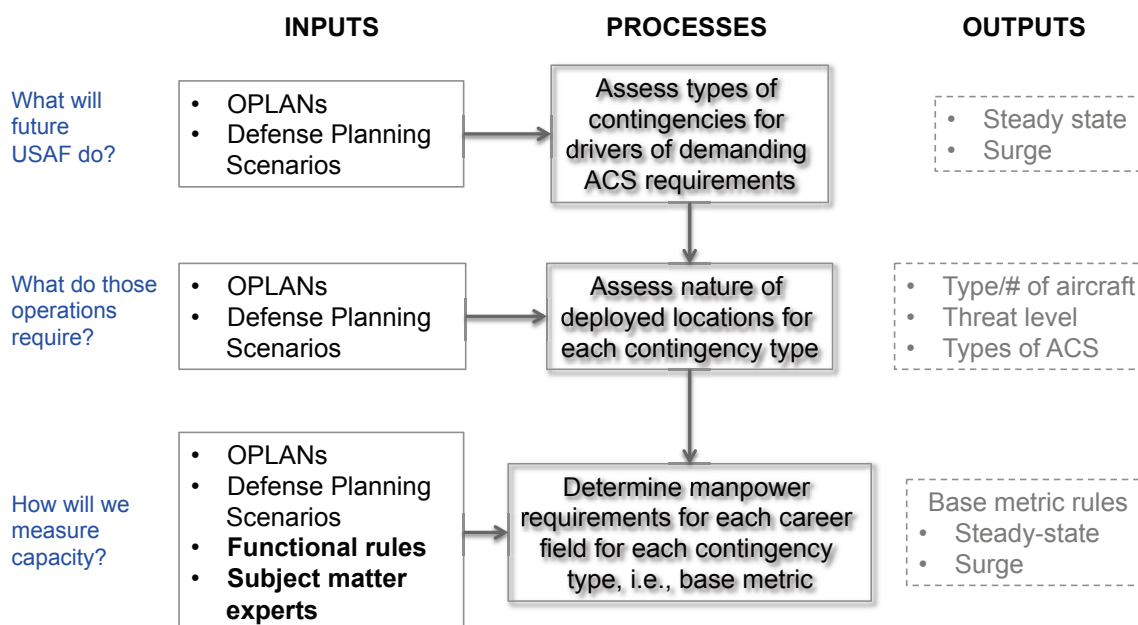 INPUTS PROCESSES OUTPUTS
What will
future
USAF do?
• OPLANs
• Defense Planning
Scenarios
Assess types of
contingencies for
drivers of demanding
ACS requirements
• Steady state
• Surge
What do those
operations
require?
• OPLANs
• Defense Planning
Scenarios
Assess nature of
deployed locations for
each contingency type
• Type/# of aircraft
• Threat level
• Types of ACS
How will we
measure
capacity?
• OPLANs
• Defense Planning
Scenarios
• Functional rules
• Subject matter
experts
Determine manpower
requirements for each career
field for each contingency
type, i.e., base metric
Base metric rules
• Steady-state
• Surge